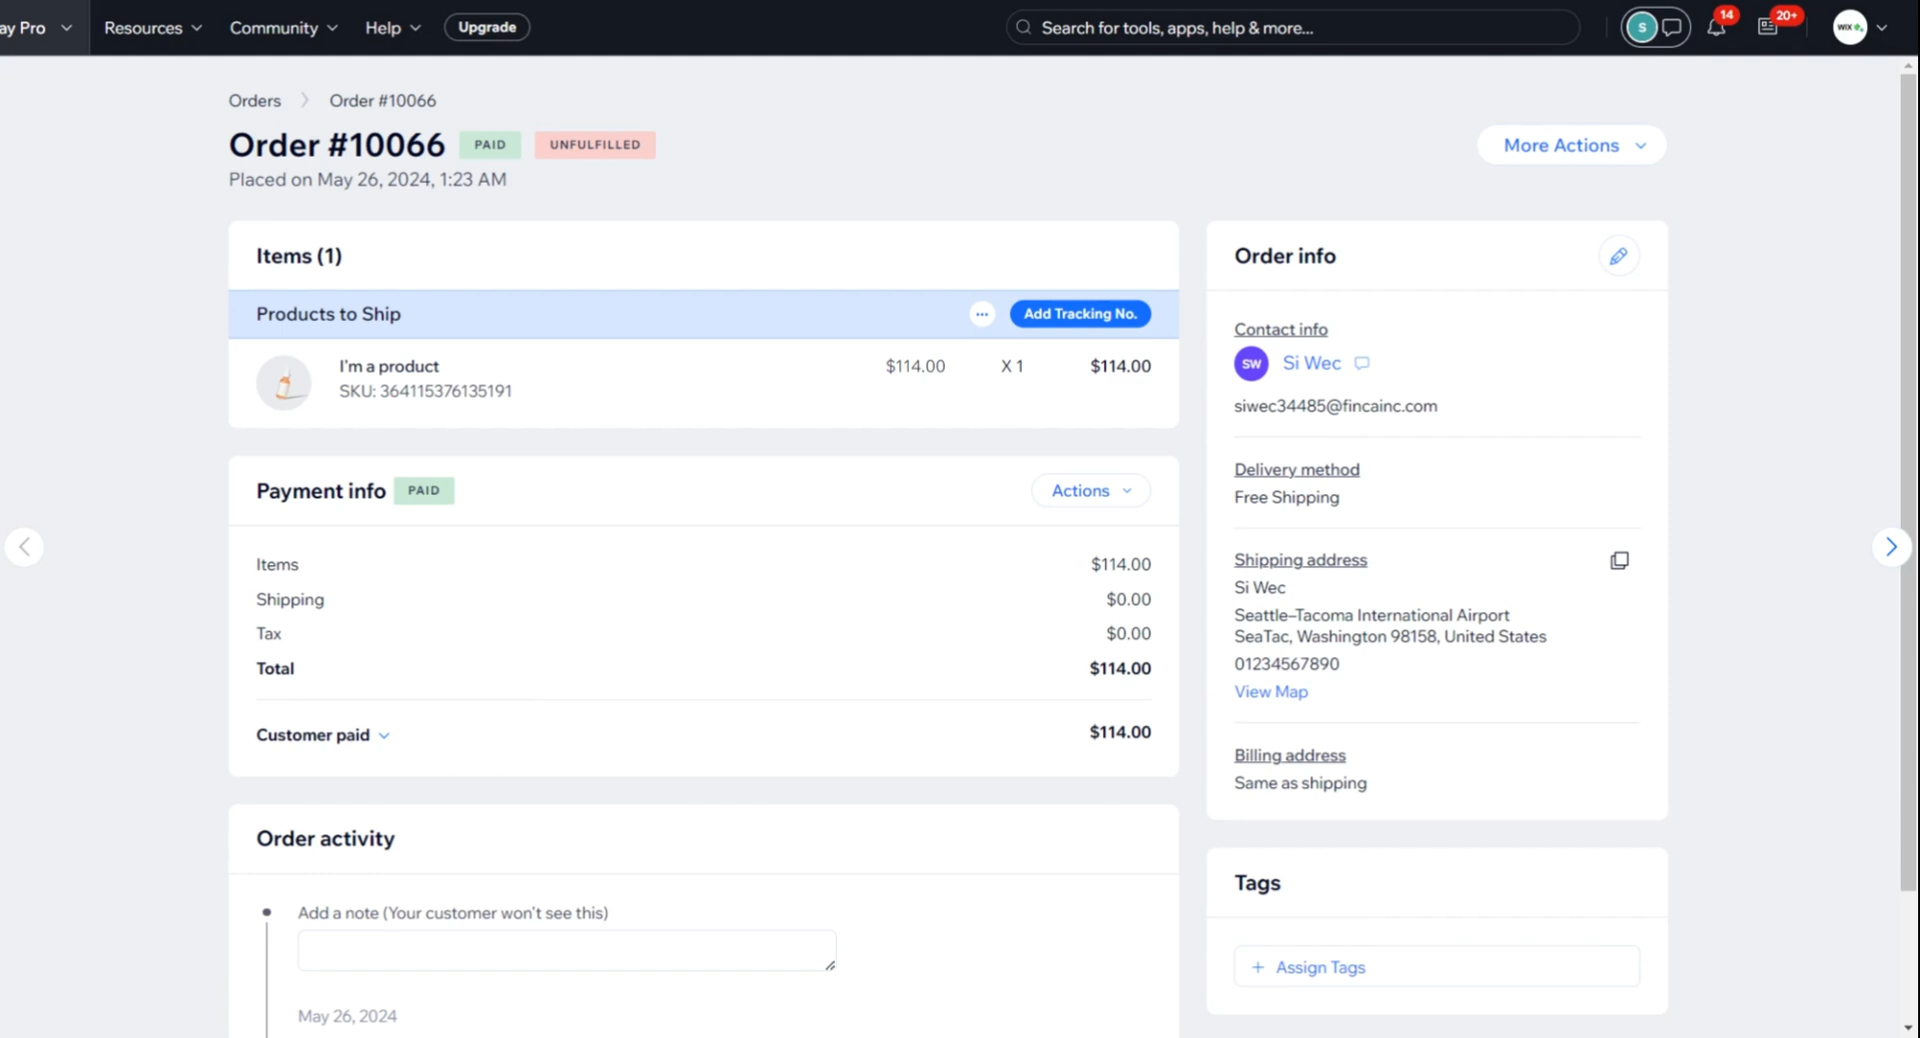 ay Pro
Resources
Community
Help
Upgrade
Search for tools, apps, help & more...
S
14
20+
WIX
Orders
Order #10066
Order #10066
PAID
UNFULFILLED
Placed on May 26, 2024, 1:23 AM
More Actions
Items (1)
Products to Ship
Add Tracking No.
I'm a product
$114.00
X 1
$114.00
SKU: 364115376135191
Payment info
PAID
Actions
Items
$114.00
Shipping
$0.00
Tax
$0.00
Total
$114.00
Customer paid
$114.00
Order activity
Add a note (Your customer won't see this)
May 26, 2024
Order info
Contact info
SW
Si Wec
siwec34485@fincainc.com
Delivery method
Free Shipping
Shipping address
Si Wec
Seattle–Tacoma International Airport
SeaTac, Washington 98158, United States
01234567890
View Map
Billing address
Same as shipping
Tags
+ Assign Tags